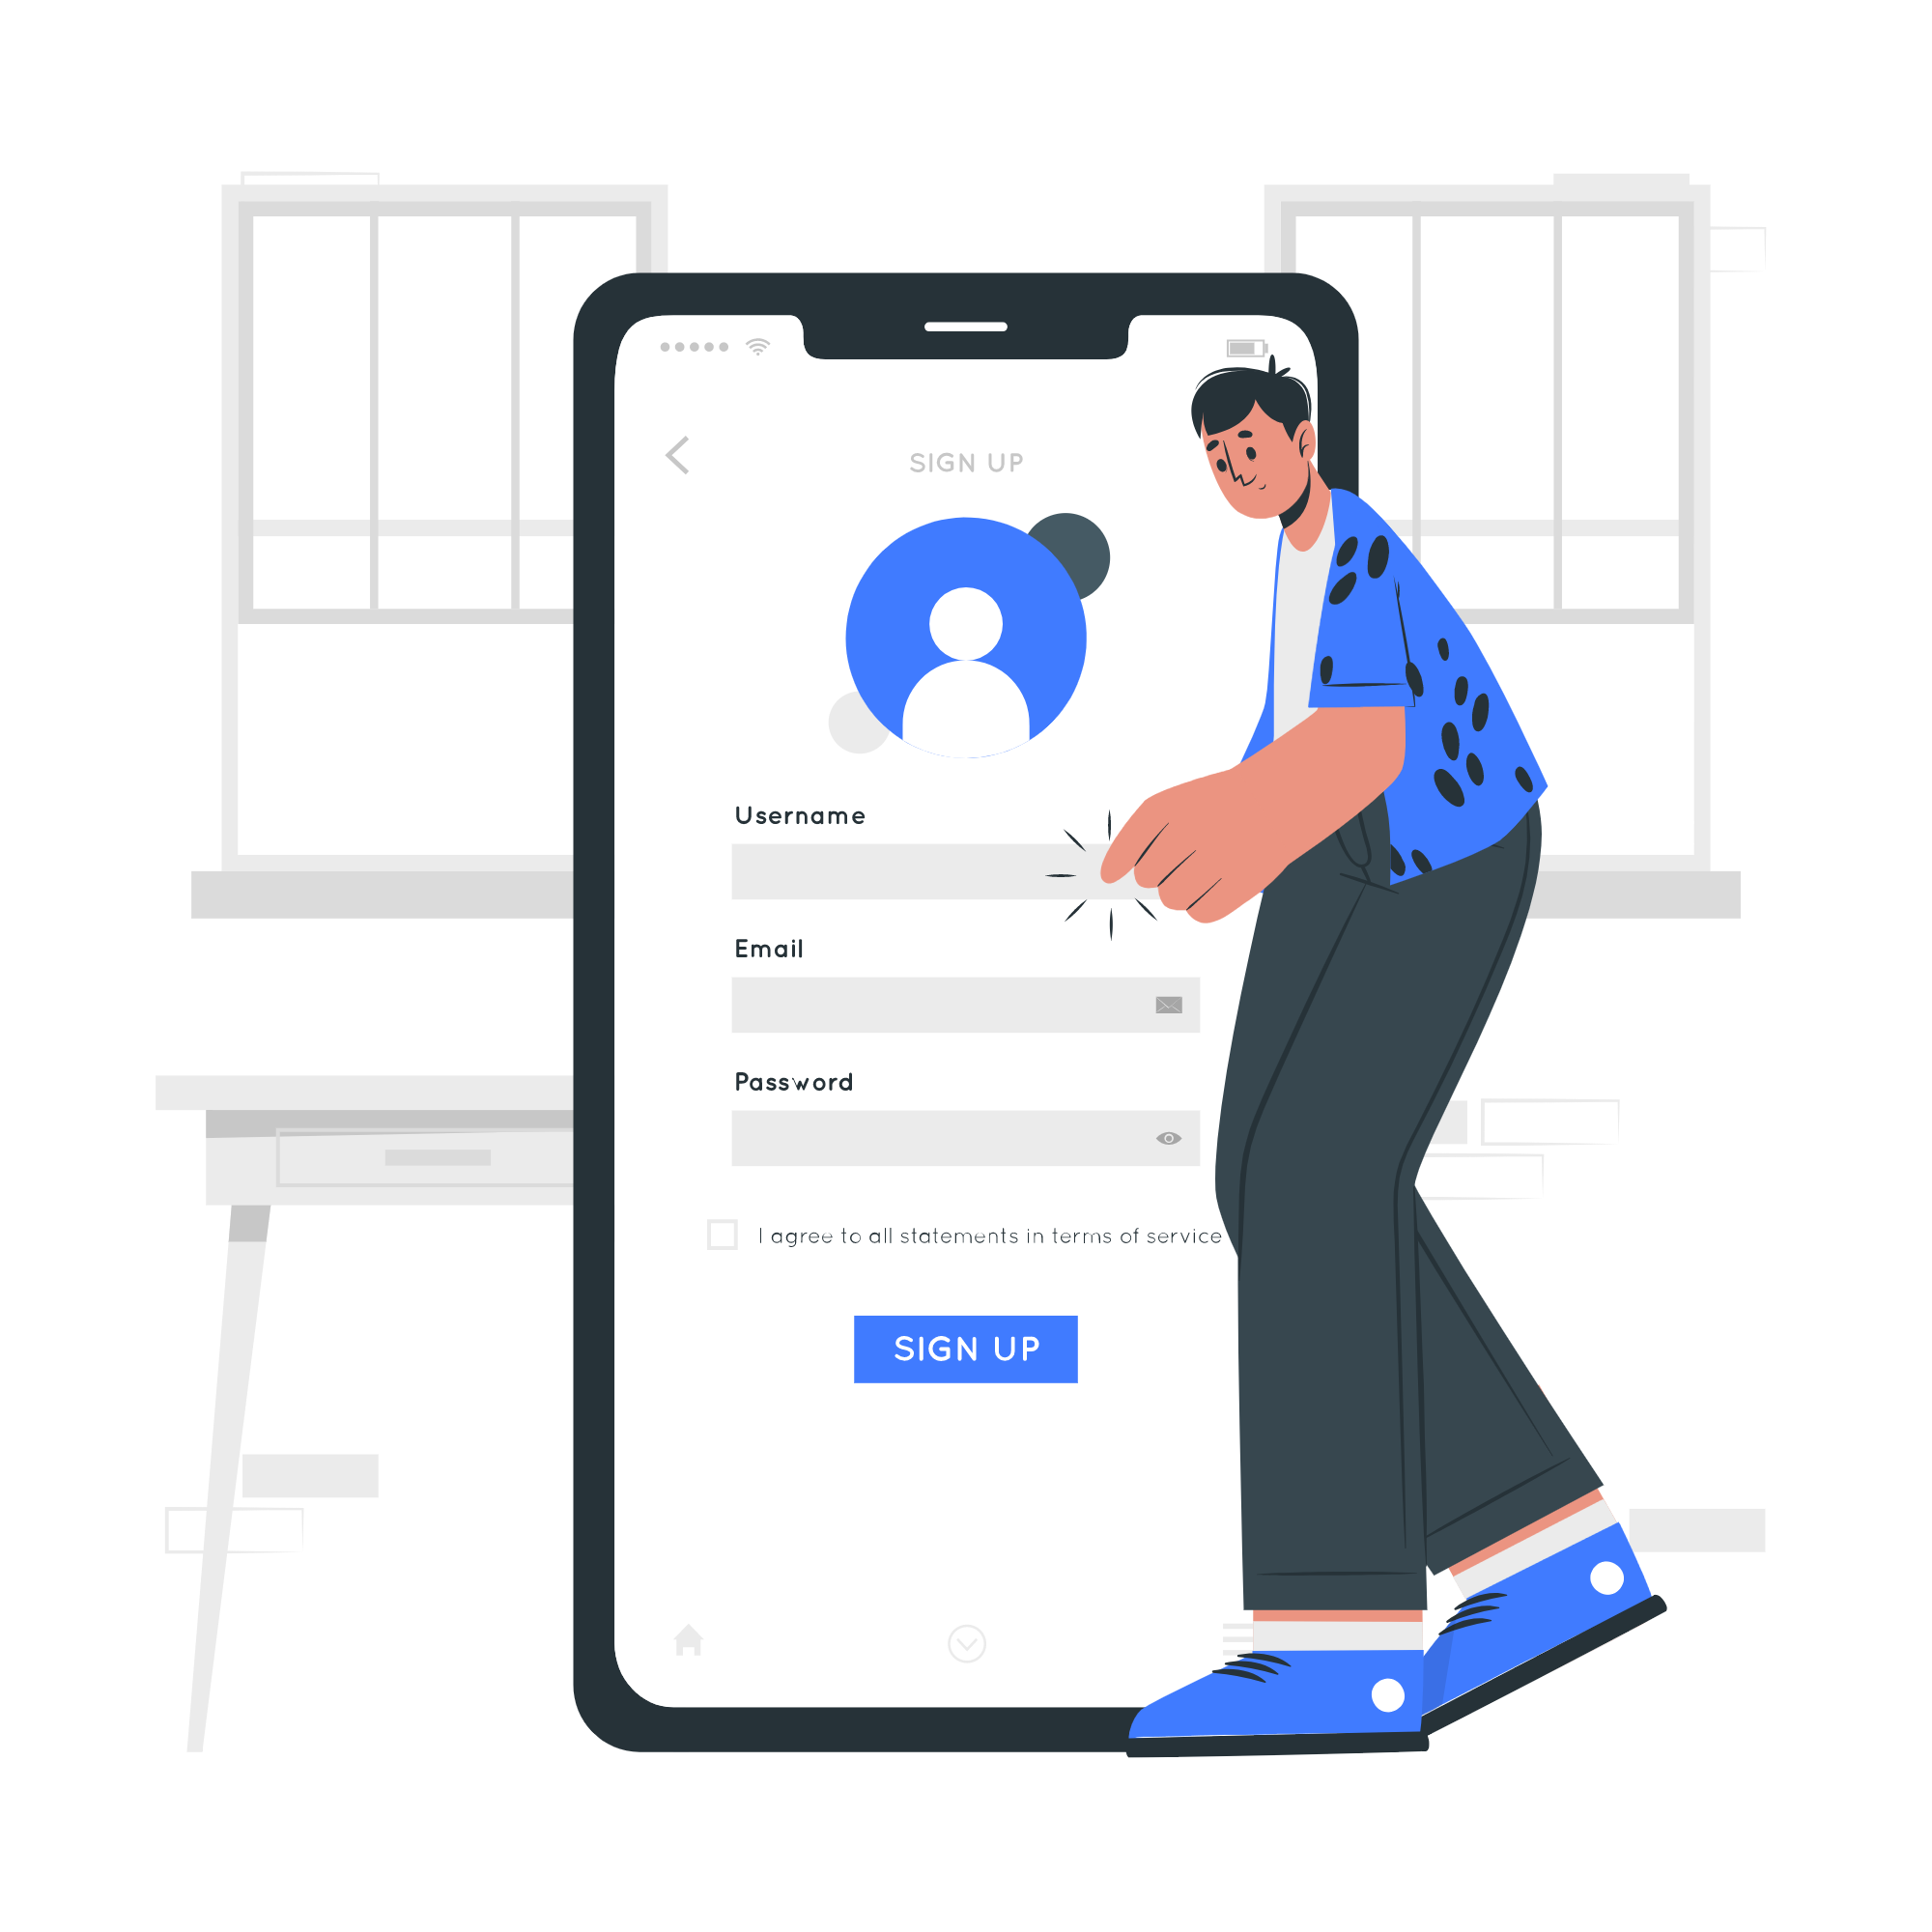 SIGN UP
Username
Email
Password
I agree to all statements in terms of service
SIGN UP